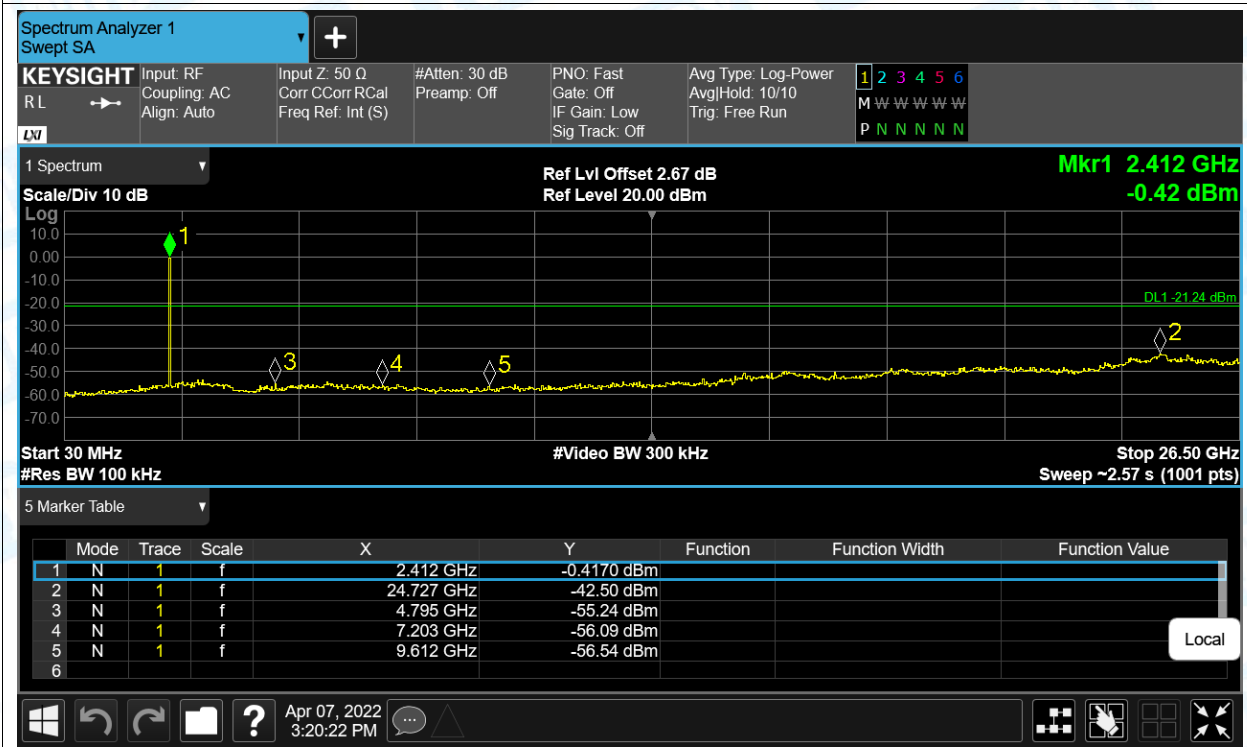 Spectrum Analyzer 1
Swept SA
KEYSIGHT
R L
LXI
Input: RF
Coupling: AC
Align: Auto
Input Z: 50 Ω
Corr CCorr RCal
Freq Ref: Int (S)
#Atten: 30 dB
Preamp: Off
PNO: Fast
Gate: Off
IF Gain: Low
Sig Track: Off
Avg Type: Log-Power
Avg|Hold: 10/10
Trig: Free Run
1 2 3 4 5 6
M W W W W W
P N N N N N
1 Spectrum
Scale/Div 10 dB
Ref Lvl Offset 2.67 dB
Ref Level 20.00 dBm
Mkr1 2.412 GHz
-0.42 dBm
Log
10.0
0.00
-10.0
-20.0
-30.0
-40.0
-50.0
-60.0
-70.0
1
DL1 -21.24 dBm
2
3
4
5
Start 30 MHz
#Res BW 100 kHz
#Video BW 300 kHz
Stop 26.50 GHz
Sweep ~2.57 s (1001 pts)
5 Marker Table
Mode Trace Scale X Y Function Function Width Function Value
1 N 1 f 2.412 GHz -0.4170 dBm
2 N 1 f 24.727 GHz -42.50 dBm
3 N 1 f 4.795 GHz -55.24 dBm
4 N 1 f 7.203 GHz -56.09 dBm
5 N 1 f 9.612 GHz -56.54 dBm
6
Local
Apr 07, 2022
3:20:22 PM